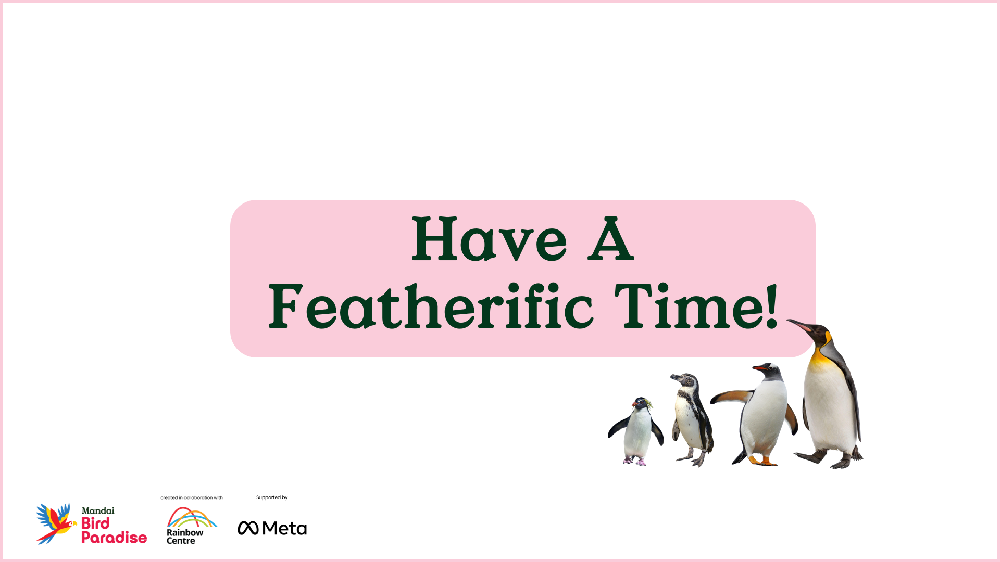 Have A
Featherific Time!
created in collaboration with
Supported by
Mandai
Bird
Paradise
Rainbow
Centre
Meta